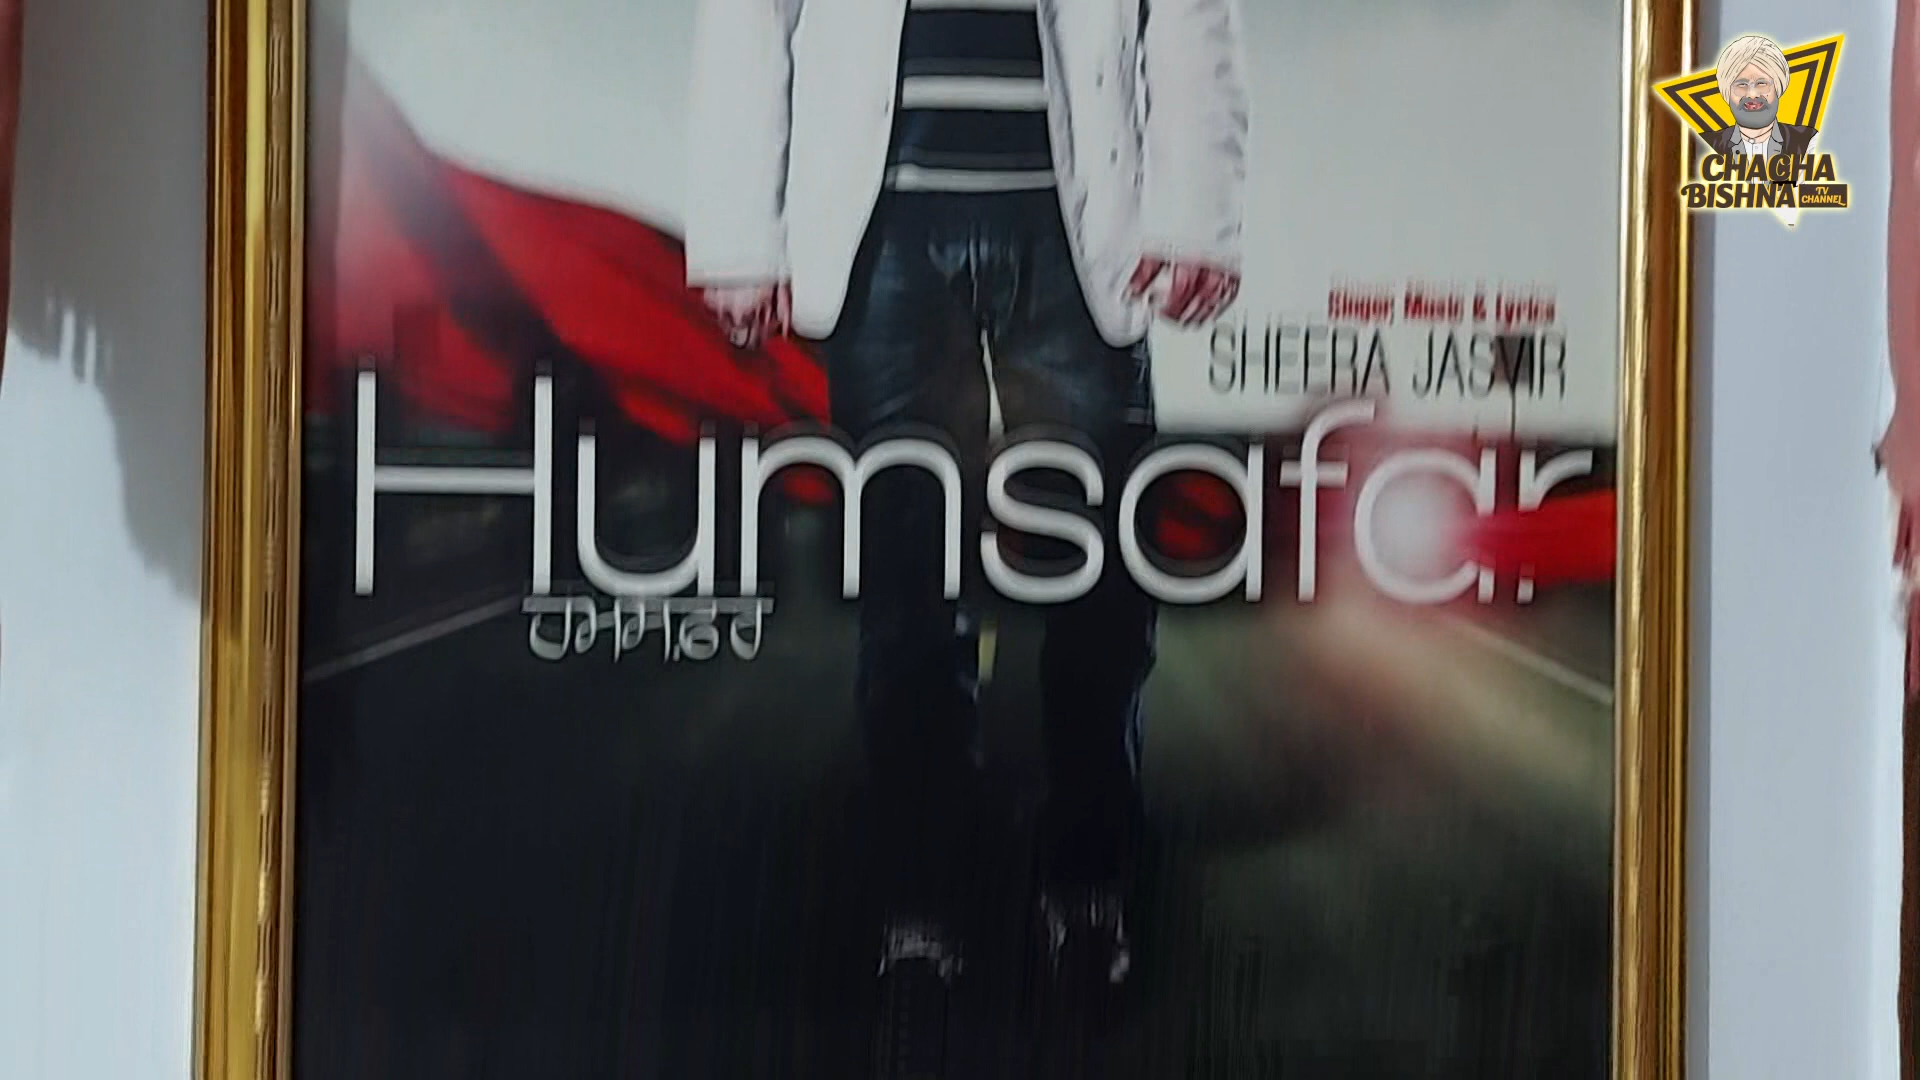 CHACHA
BISHNA TV
CHANNEL
Singer, Music & Lyrics
SHEERA JASVIR
Humsafar
ਹਮਸਫ਼ਰ